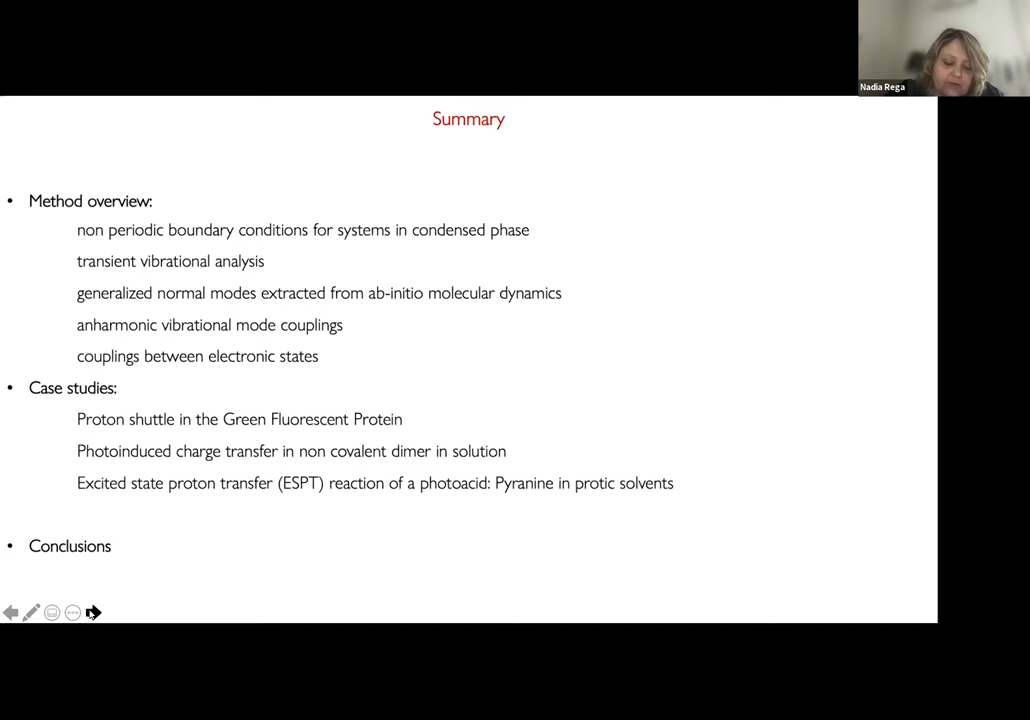 Nadia Rega
Summary
• Method overview:
non periodic boundary conditions for systems in condensed phase
transient vibrational analysis
generalized normal modes extracted from ab-initio molecular dynamics
anharmonic vibrational mode couplings
couplings between electronic states
• Case studies:
Proton shuttle in the Green Fluorescent Protein
Photoinduced charge transfer in non covalent dimer in solution
Excited state proton transfer (ESPT) reaction of a photoacid: Pyranine in protic solvents
• Conclusions